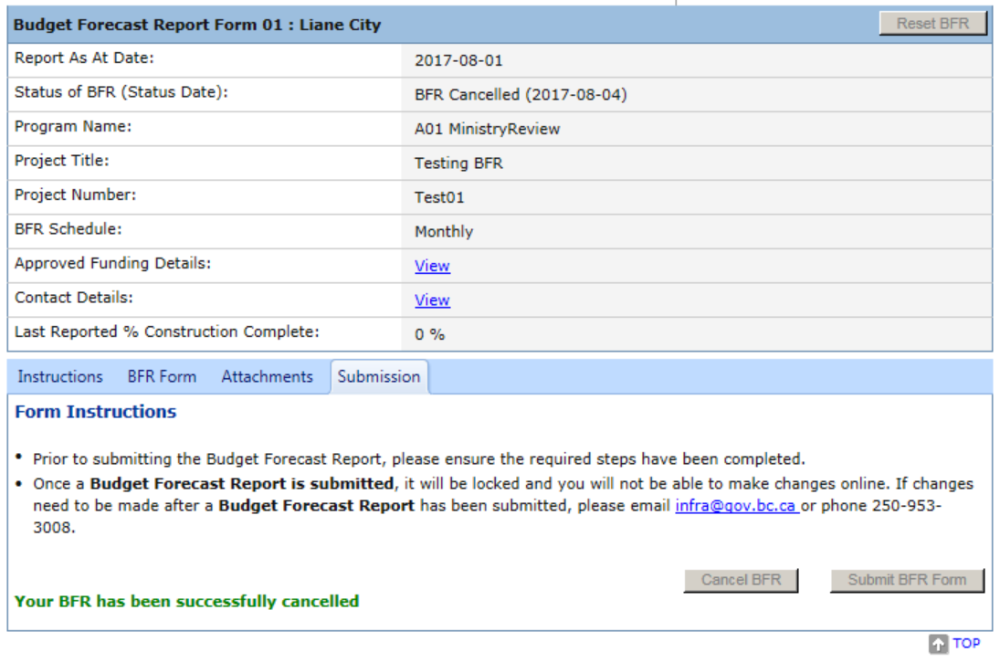 Budget Forecast Report Form 01 : Liane City
Reset BFR
Report As At Date:
2017-08-01
Status of BFR (Status Date):
BFR Cancelled (2017-08-04)
Program Name:
A01 MinistryReview
Project Title:
Testing BFR
Project Number:
Test01
BFR Schedule:
Monthly
Approved Funding Details:
View
Contact Details:
View
Last Reported % Construction Complete:
0 %
Instructions BFR Form Attachments Submission
Form Instructions
• Prior to submitting the Budget Forecast Report, please ensure the required steps have been completed.
• Once a Budget Forecast Report is submitted, it will be locked and you will not be able to make changes online. If changes
need to be made after a Budget Forecast Report has been submitted, please email infra@gov.bc.ca or phone 250-953-
3008.
Cancel BFR
Submit BFR Form
Your BFR has been successfully cancelled
TOP